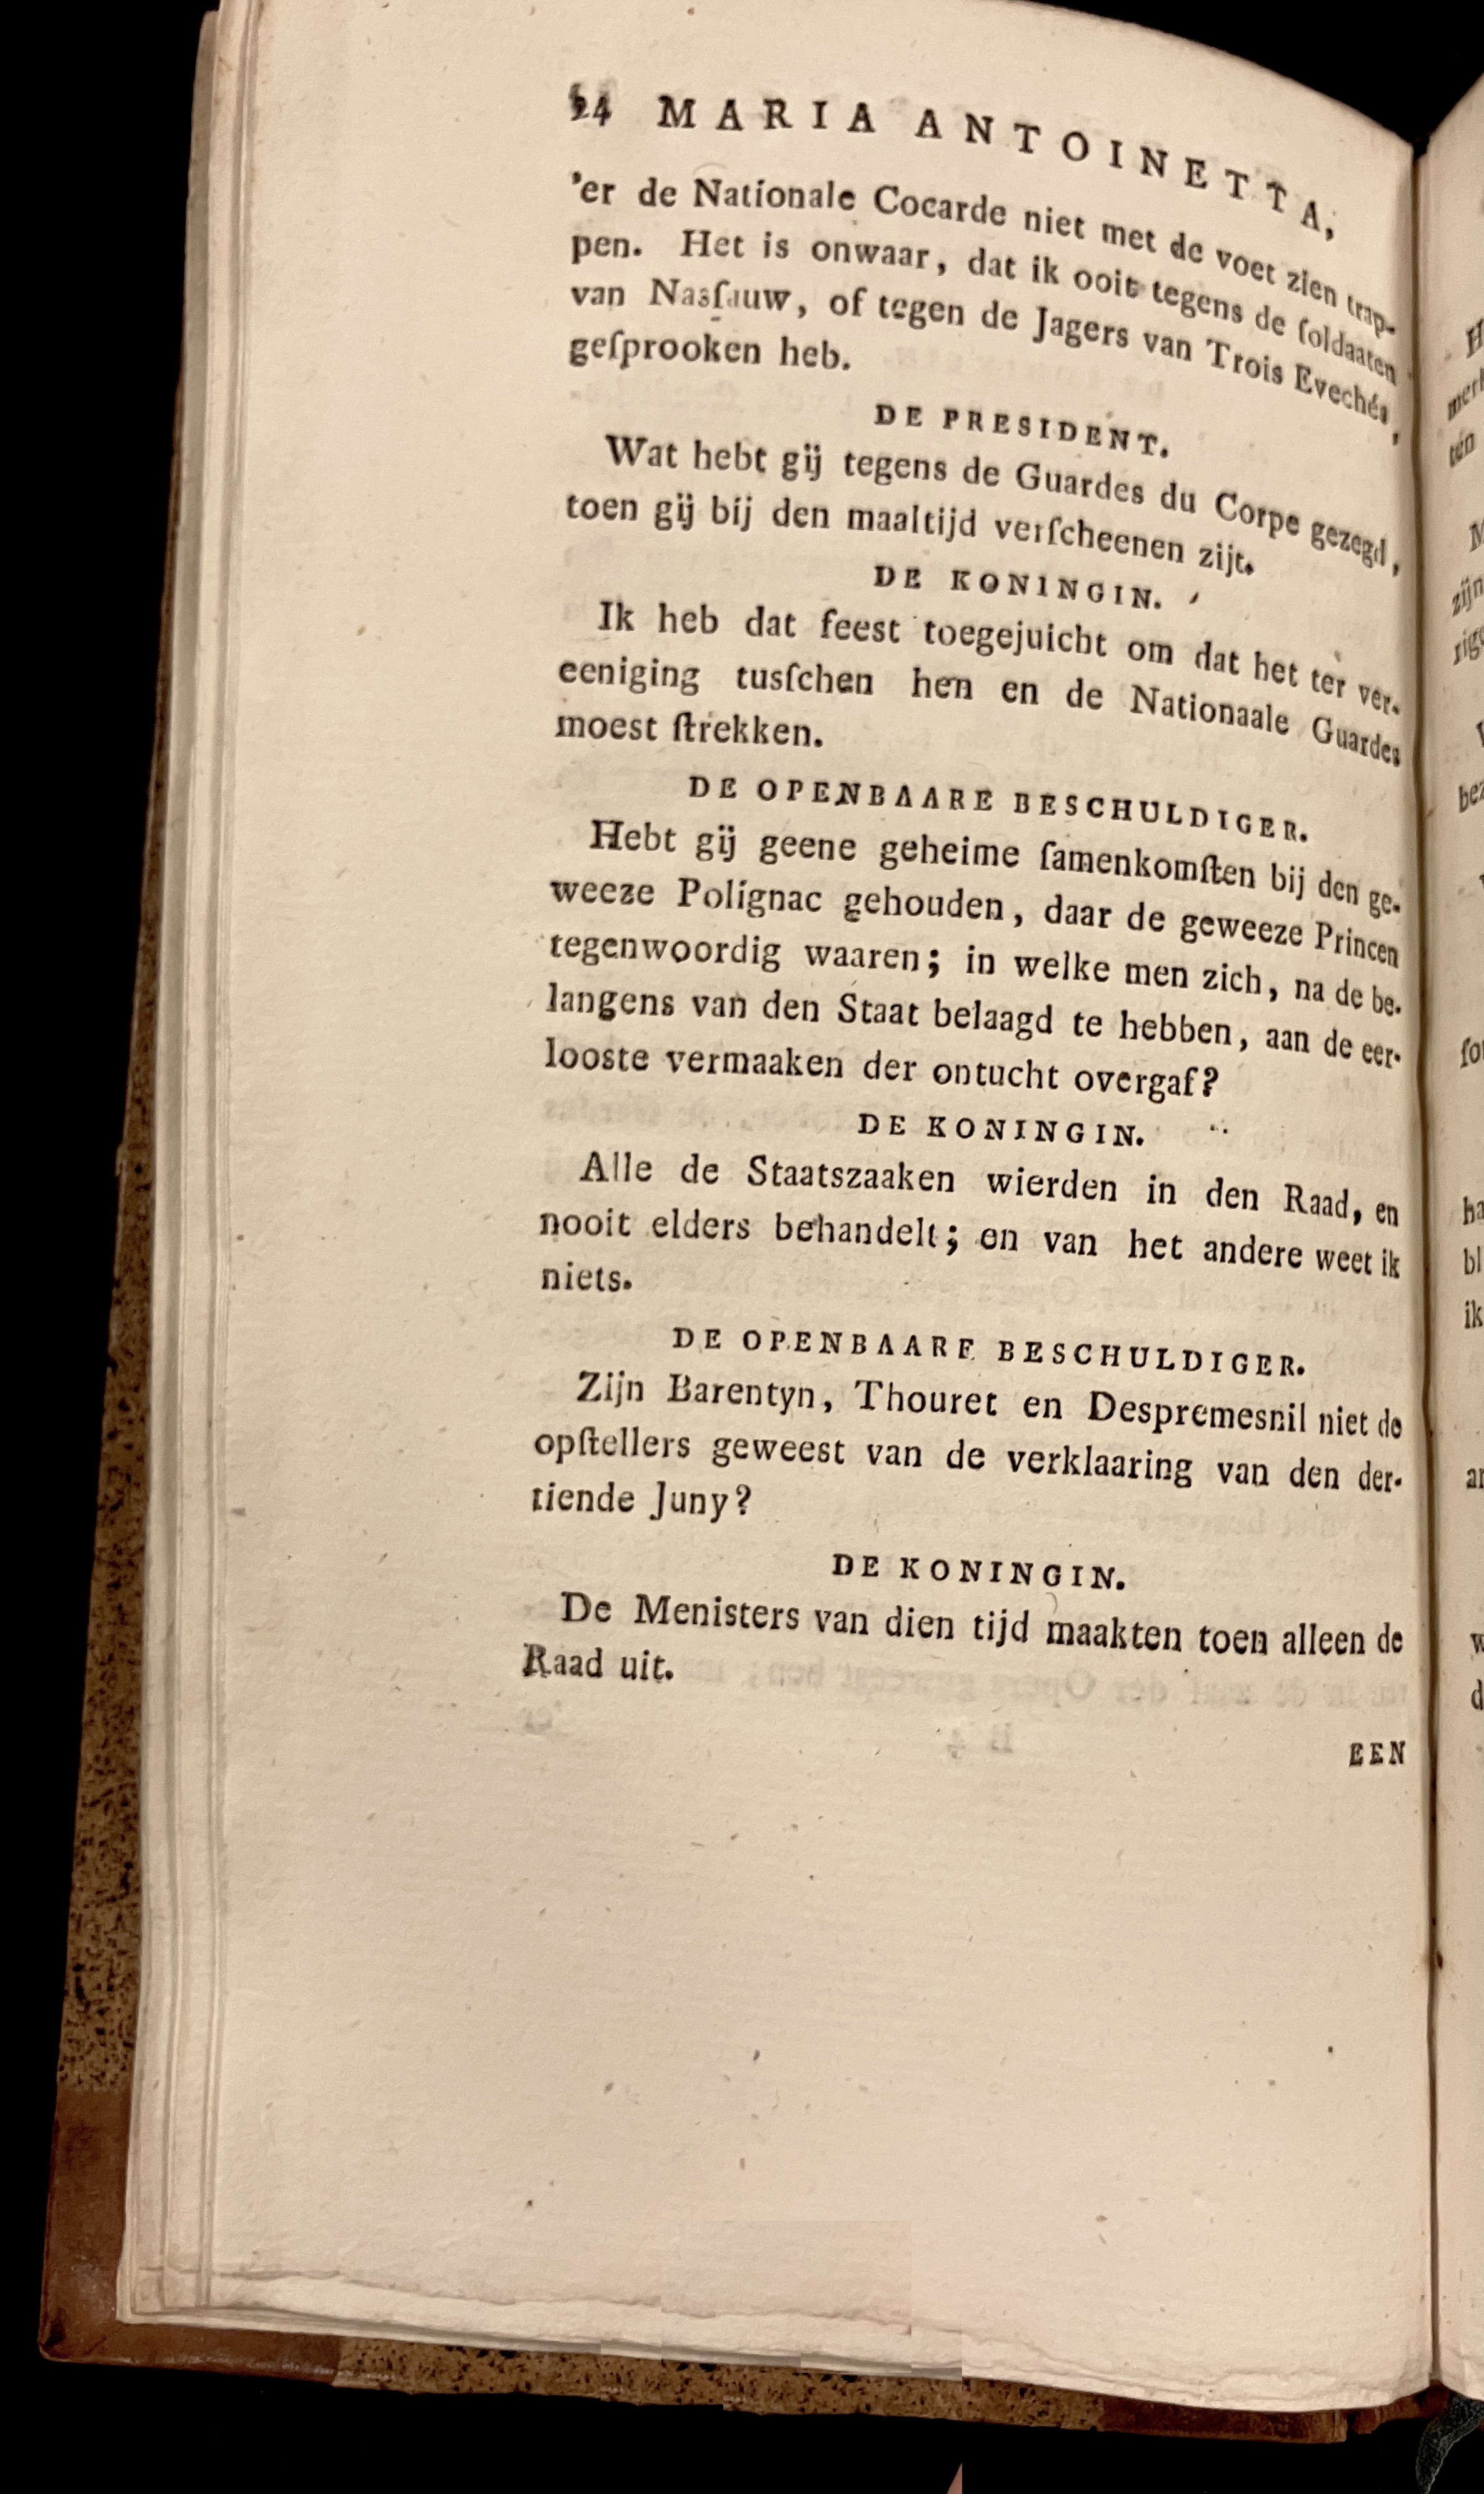 24 MARIA ANTOINETTA,
'er de Nationale Cocarde niet met de voet zien trap-
pen. Het is onwaar, dat ik ooit tegens de ſoldaaten
van Nasſauw, of tegen de Jagers van Trois Evechés,
geſprooken heb.
DE PRESIDENT.
Wat hebt gij tegens de Guardes du Corpe gezegd,
toen gij bij den maaltijd verſcheenen zijt.
DE KONINGIN.
Ik heb dat feest toegejuicht om dat het ter ver-
eeniging tusſchen hen en de Nationaale Guardes
moest ſtrekken.
DE OPENBAARE BESCHULDIGER.
Hebt gij geene geheime ſamenkomſten bij den ge-
weeze Polignac gehouden, daar de geweeze Princen
tegenwoordig waaren; in welke men zich, na de be-
langens van den Staat belaagd te hebben, aan de eer-
looste vermaaken der ontucht overgaf?
DE KONINGIN.
Alle de Staatszaaken wierden in den Raad, en
nooit elders behandelt; en van het andere weet ik
niets.
DE OPENBAARE BESCHULDIGER.
Zijn Barentyn, Thouret en Despremesnil niet de
opſtellers geweest van de verklaaring van den der-
tiende Juny?
DE KONINGIN.
De Menisters van dien tijd maakten toen alleen de
Raad uit.
EEN